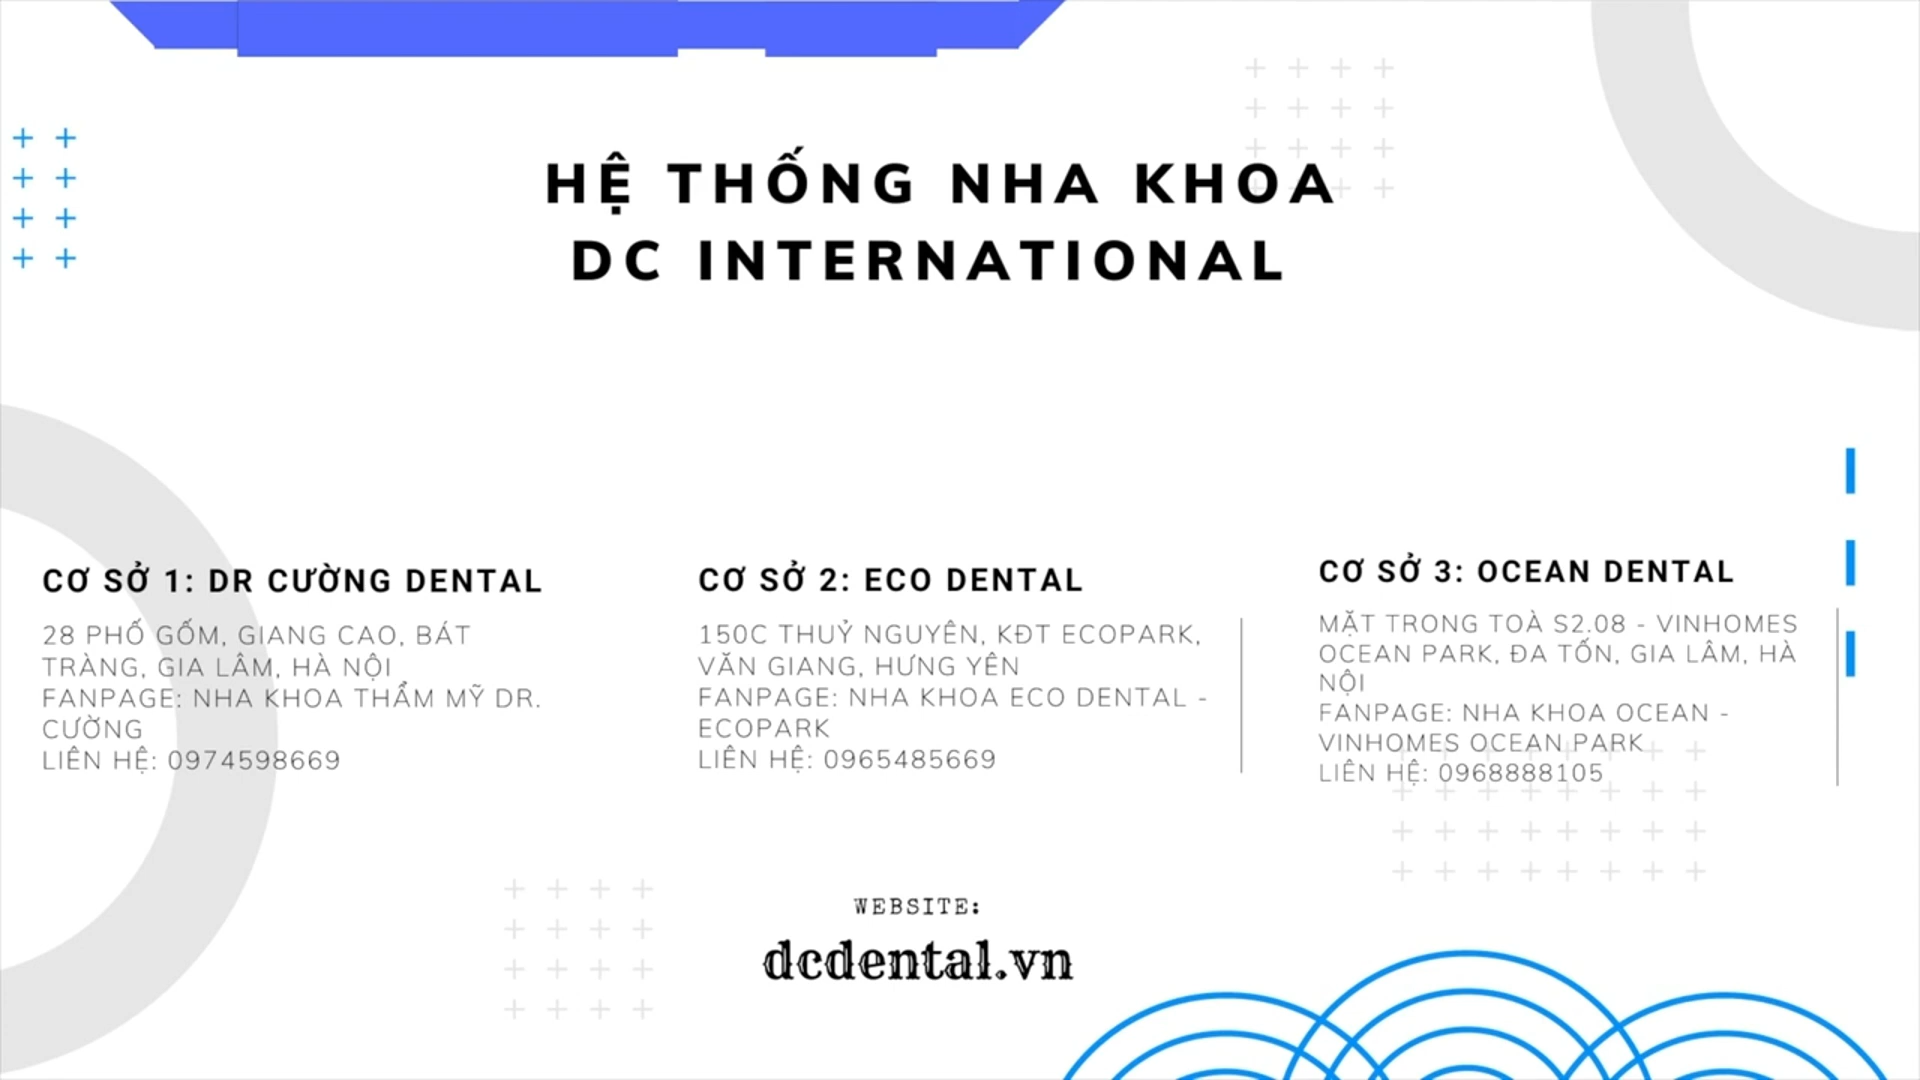 HỆ THỐNG NHA KHOA
DC INTERNATIONAL
CƠ SỞ 1: DR CƯỜNG DENTAL
28 PHỐ GỐM, GIANG CAO, BÁT
TRÀNG, GIA LÂM, HÀ NỘI
FANPAGE: NHA KHOA THẨM MỸ DR.
CƯỜNG
LIÊN HỆ: 0974598669
CƠ SỞ 2: ECO DENTAL
150C THUỶ NGUYÊN, KĐT ECOPARK,
VĂN GIANG, HƯNG YÊN
FANPAGE: NHA KHOA ECO DENTAL -
ECOPARK
LIÊN HỆ: 0965485669
CƠ SỞ 3: OCEAN DENTAL
MẶT TRONG TOÀ S2.08 - VINHOMES
OCEAN PARK, ĐA TỐN, GIA LÂM, HÀ
NỘI
FANPAGE: NHA KHOA OCEAN -
VINHOMES OCEAN PARK
LIÊN HỆ: 0968888105
WEBSITE:
dcdental.vn